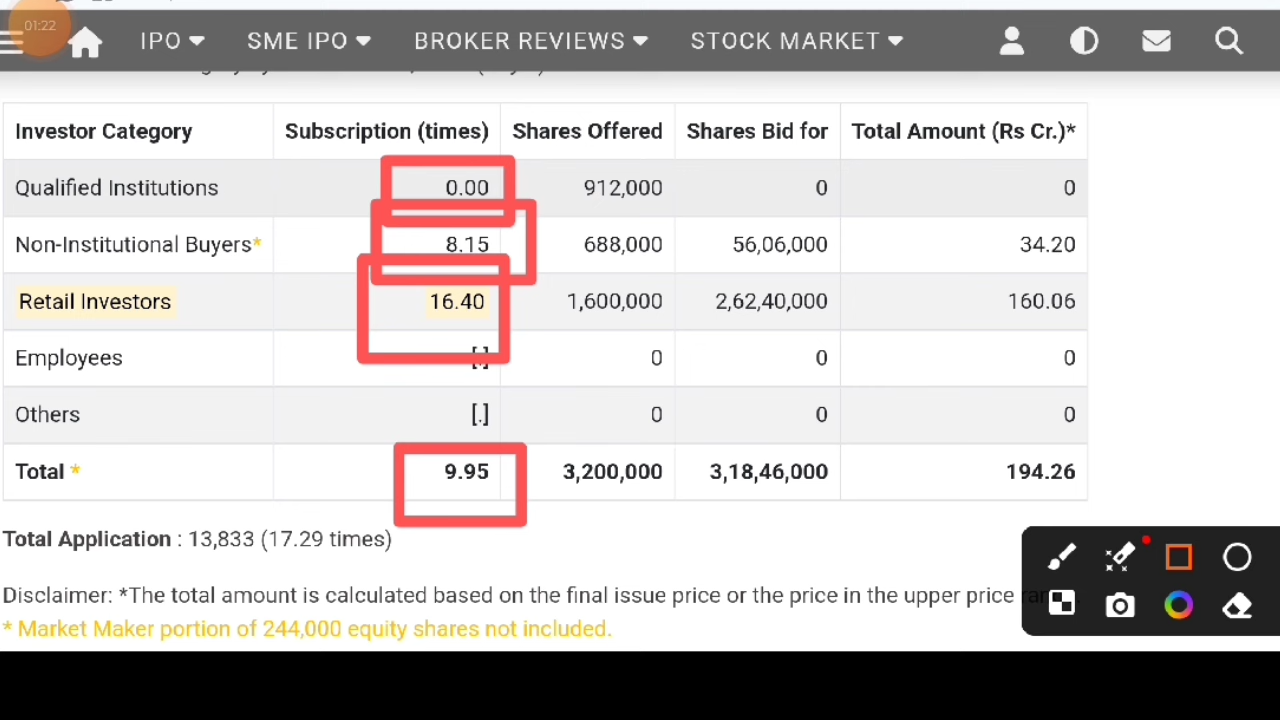 01:22
IPO SME IPO BROKER REVIEWS STOCK MARKET
Investor Category Subscription (times) Shares Offered Shares Bid for Total Amount (Rs Cr.)*
Qualified Institutions 0.00 912,000 0 0
Non-Institutional Buyers* 8.15 688,000 56,06,000 34.20
Retail Investors 16.40 1,600,000 2,62,40,000 160.06
Employees [.] 0 0 0
Others [.] 0 0 0
Total * 9.95 3,200,000 3,18,46,000 194.26
Total Application : 13,833 (17.29 times)
Disclaimer: *The total amount is calculated based on the final issue price or the price in the upper price
* Market Maker portion of 244,000 equity shares not included.